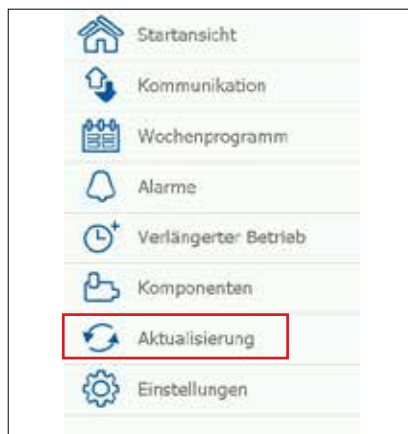 Startansicht
Kommunikation
Wochenprogramm
Alarme
Verlängerter Betrieb
Komponenten
Aktualisierung
Einstellungen